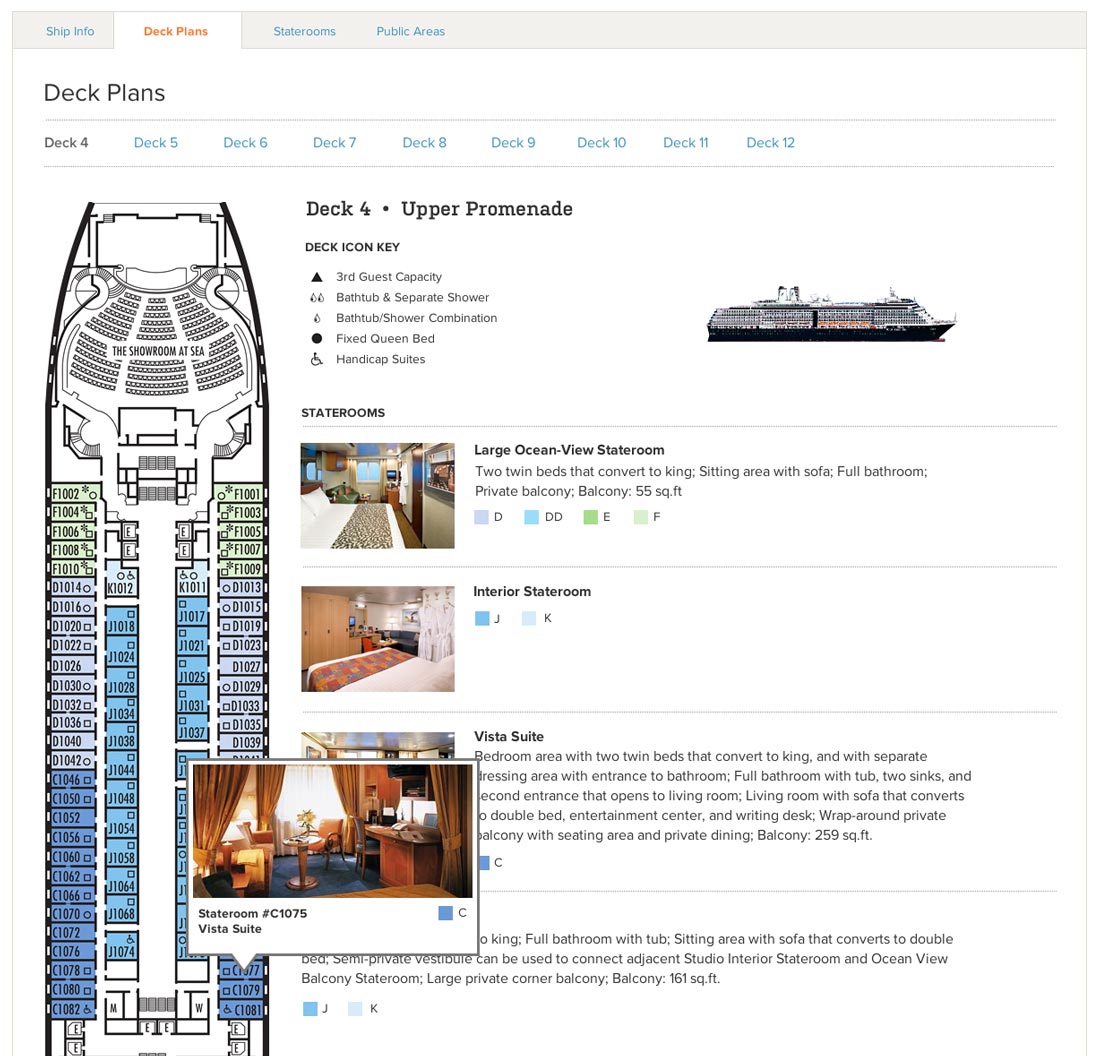 Ship Info
Deck Plans
Staterooms
Public Areas
Deck Plans
Deck 4
Deck 5
Deck 6
Deck 7
Deck 8
Deck 9
Deck 10
Deck 11
Deck 12
Deck 4 • Upper Promenade
DECK ICON KEY
3rd Guest Capacity
Bathtub & Separate Shower
Bathtub/Shower Combination
Fixed Queen Bed
Handicap Suites
STATEROOMS
Large Ocean-View Stateroom
Two twin beds that convert to king; Sitting area with sofa; Full bathroom;
Private balcony; Balcony: 55 sq.ft
D DD E F
Interior Stateroom
J K
Vista Suite
Bedroom area with two twin beds that convert to king, and with separate
dressing area with entrance to bathroom; Full bathroom with tub, two sinks, and
second entrance that opens to living room; Living room with sofa that converts
to double bed, entertainment center, and writing desk; Wrap-around private
balcony with seating area and private dining; Balcony: 259 sq.ft.
C
to king; Full bathroom with tub; Sitting area with sofa that converts to double
bed; Semi-private vestibule can be used to connect adjacent Studio Interior Stateroom and Ocean View
Balcony Stateroom; Large private corner balcony; Balcony: 161 sq.ft.
J K
Stateroom #C1075
Vista Suite
C
THE SHOWROOM AT SEA
F1002
F1004
F1006
F1008
F1010
D1014
D1016
D1020
D1022
D1026
D1030
D1032
D1036
D1040
D1042
C1046
C1050
C1052
C1056
C1060
C1062
C1066
C1070
C1072
C1076
C1078
C1080
C1082
K1012
J1018
J1024
J1028
J1034
J1038
J1044
J1048
J1054
J1058
J1064
J1068
J1074
E
E
E
E
K1011
J1017
J1021
J1025
J1031
J1037
F1001
F1003
F1005
F1007
F1009
D1013
D1015
D1019
D1023
D1027
D1029
D1033
D1035
D1039
C1077
C1079
C1081
M
W
E
E
E
E
E
E